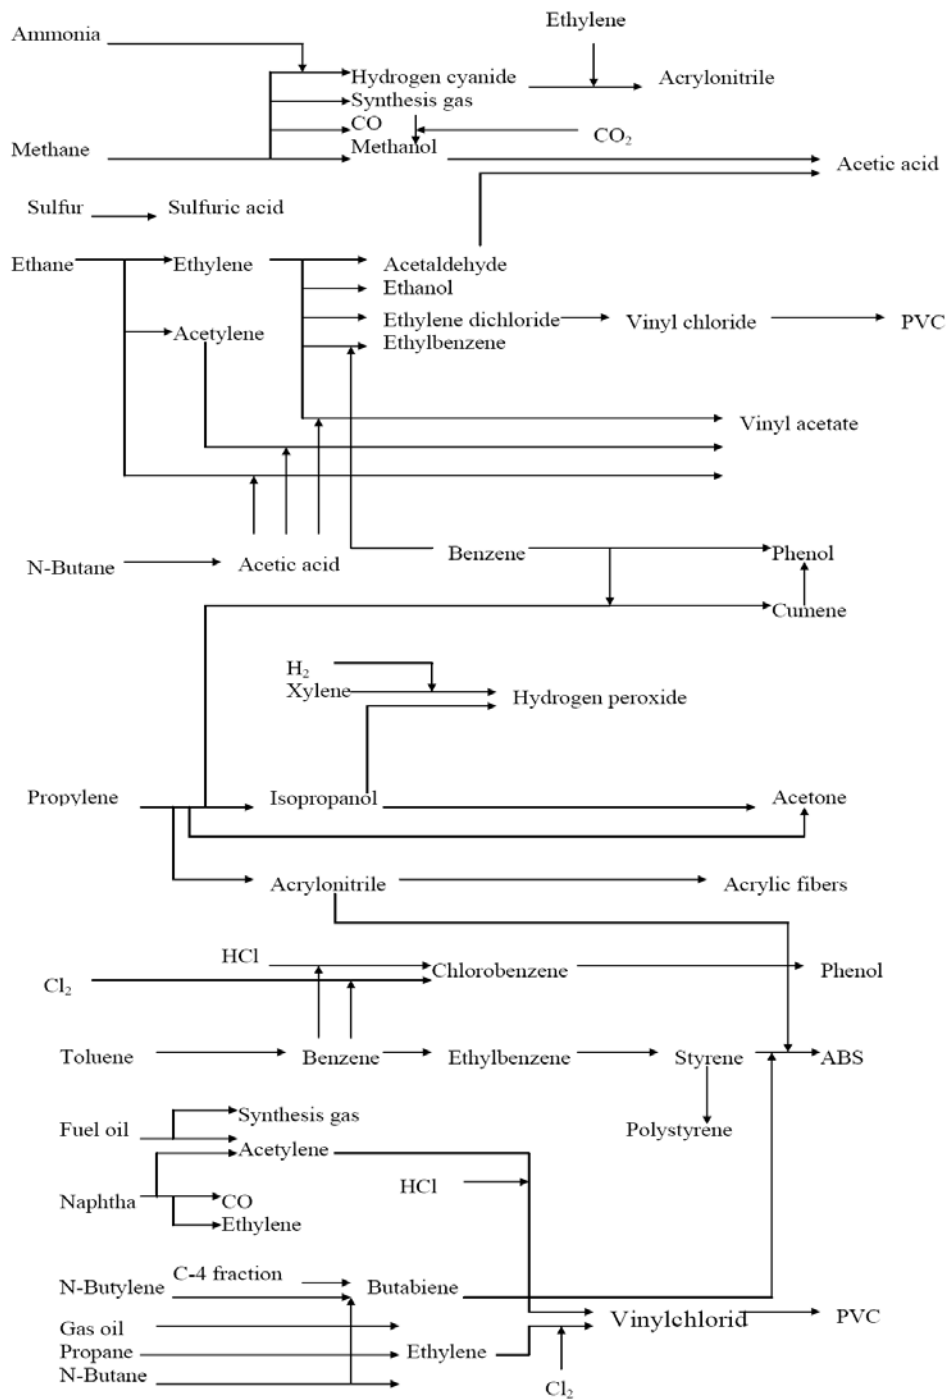 Ethylene
Ammonia
Hydrogen cyanide
Acrylonitrile
Synthesis gas
CO
CO₂
Methane
Methanol
Acetic acid
Sulfur
Sulfuric acid
Ethane
Ethylene
Acetaldehyde
Ethanol
Acetylene
Ethylene dichloride
Vinyl chloride
PVC
Ethylbenzene
Vinyl acetate
N-Butane
Acetic acid
Benzene
Phenol
Cumene
H₂
Xylene
Hydrogen peroxide
Propylene
Isopropanol
Acetone
Acrylonitrile
Acrylic fibers
HCl
Cl₂
Chlorobenzene
Phenol
Toluene
Benzene
Ethylbenzene
Styrene
ABS
Synthesis gas
Fuel oil
Polystyrene
Acetylene
HCl
Naphtha
CO
Ethylene
C-4 fraction
N-Butylene
Butabiene
Gas oil
Vinylchlorid
PVC
Propane
Ethylene
N-Butane
Cl₂